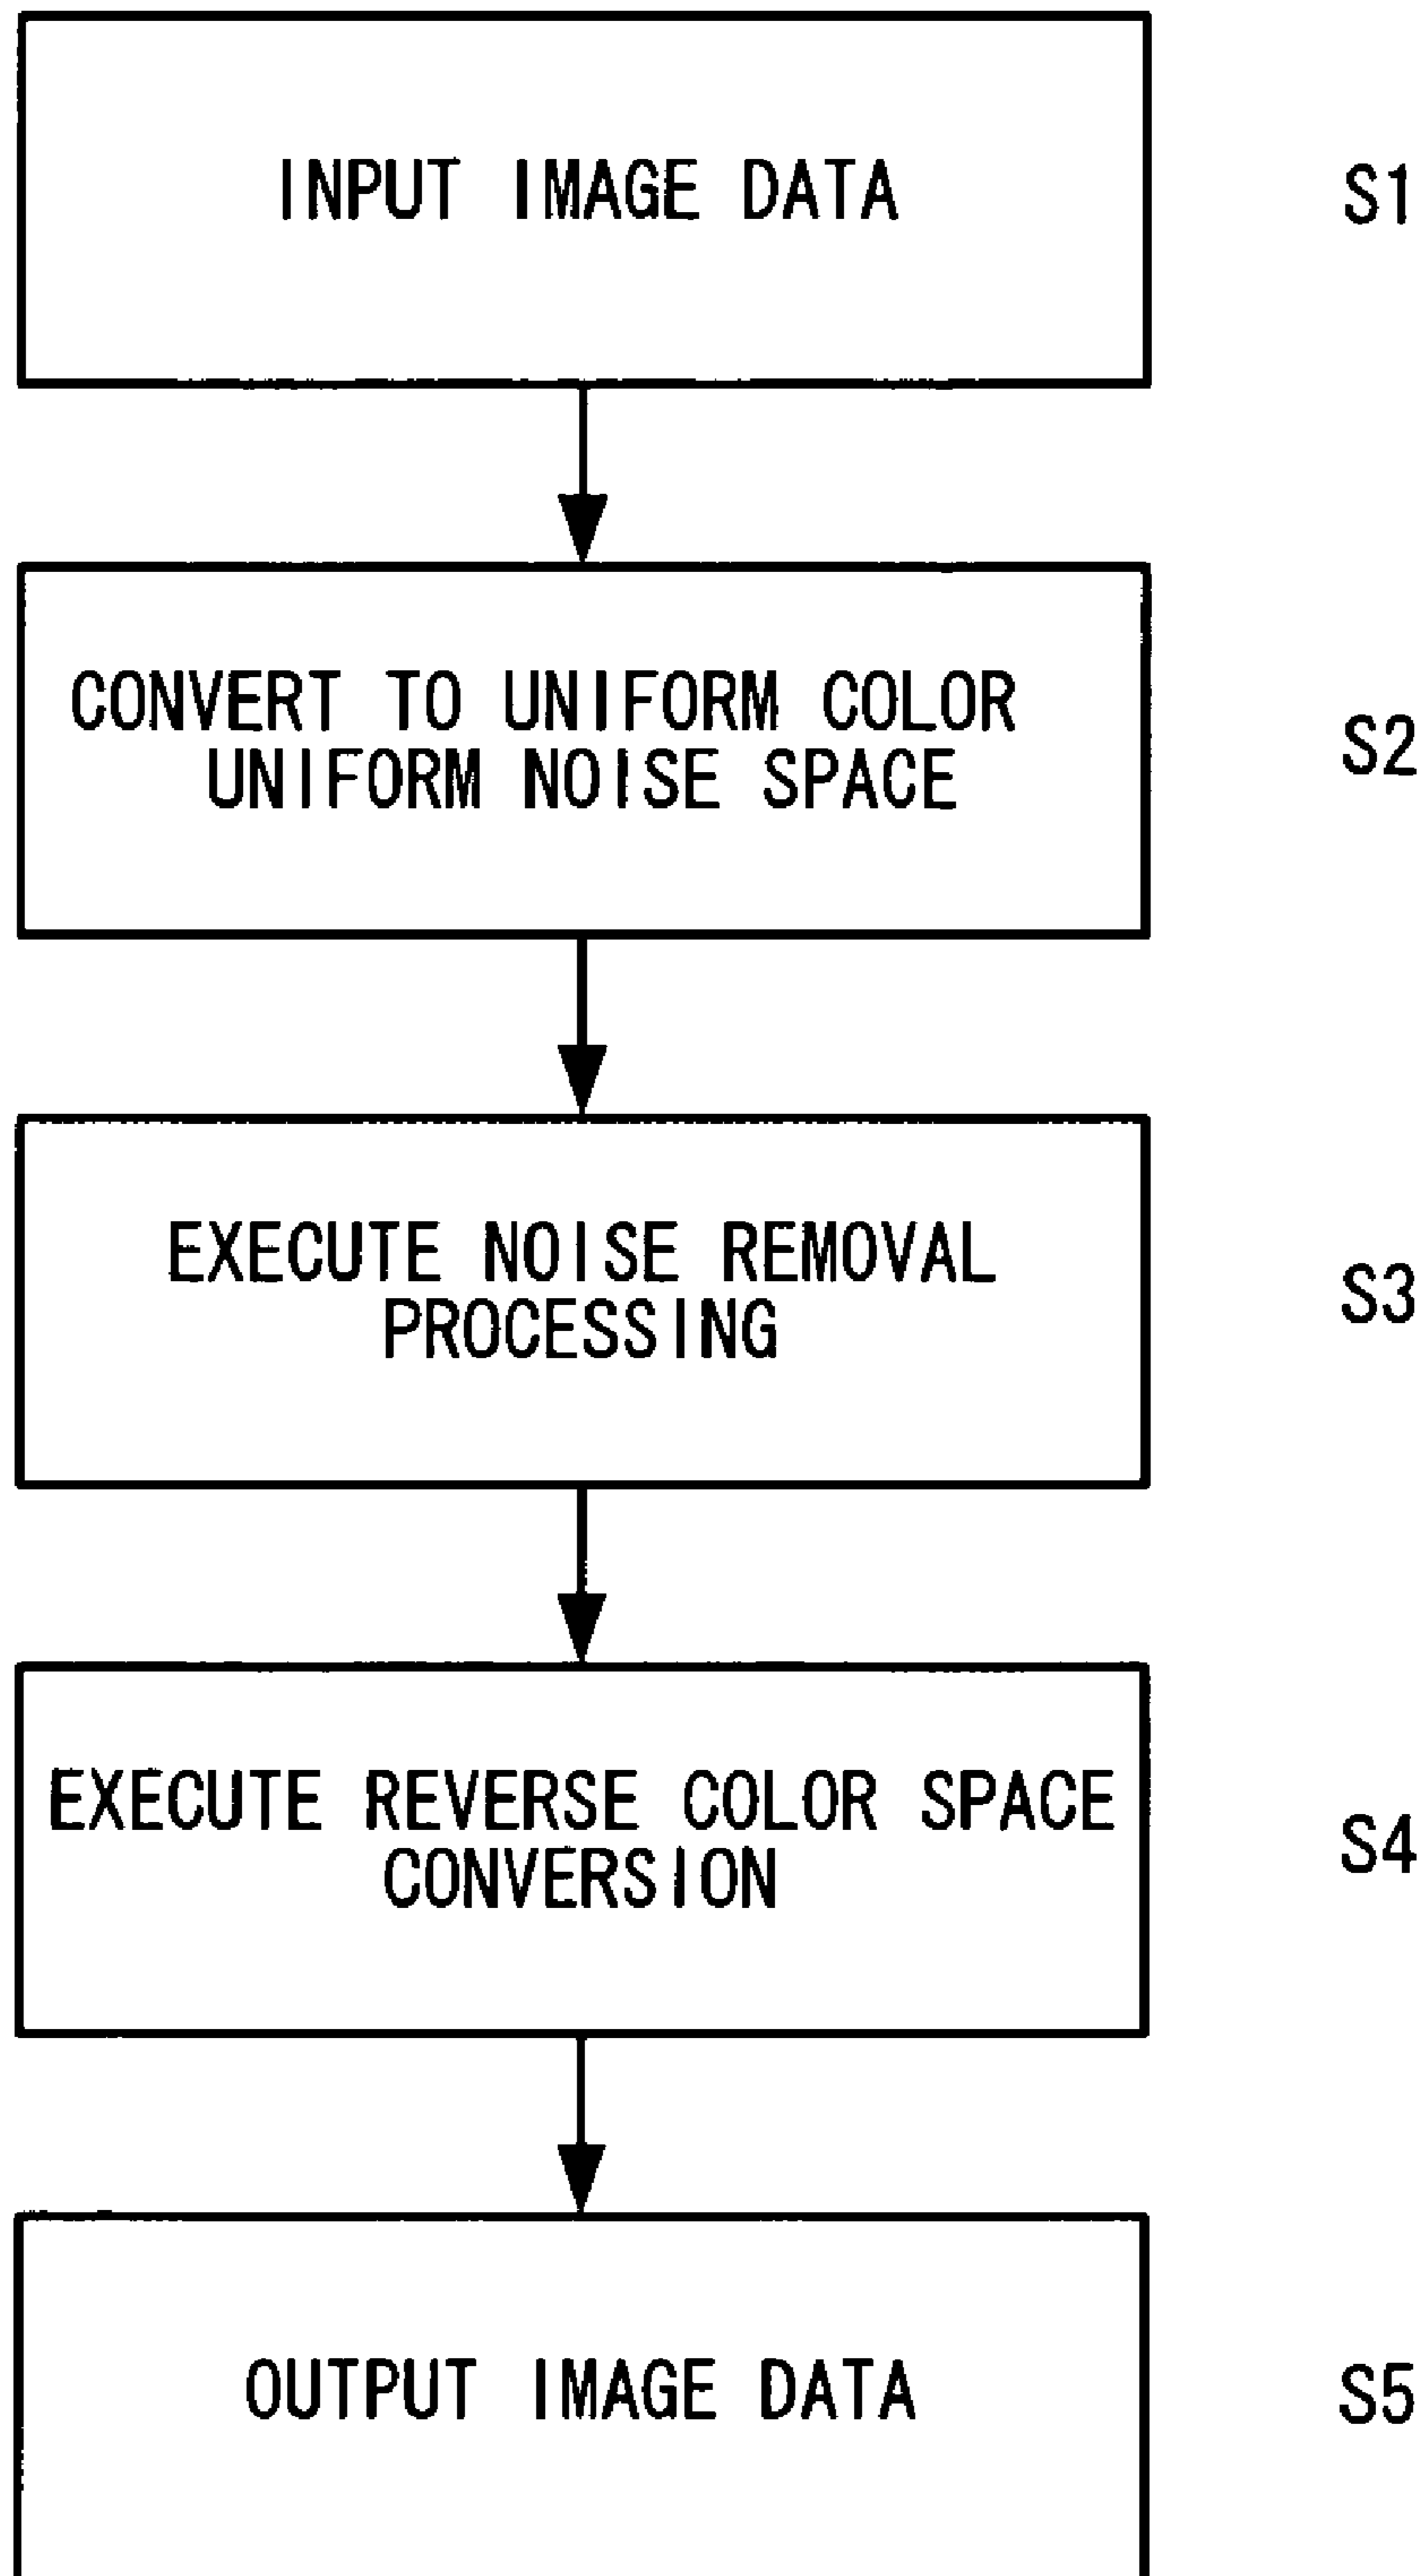 INPUT IMAGE DATA
S1
CONVERT TO UNIFORM COLOR
UNIFORM NOISE SPACE
S2
EXECUTE NOISE REMOVAL
PROCESSING
S3
EXECUTE REVERSE COLOR SPACE
CONVERSION
S4
OUTPUT IMAGE DATA
S5